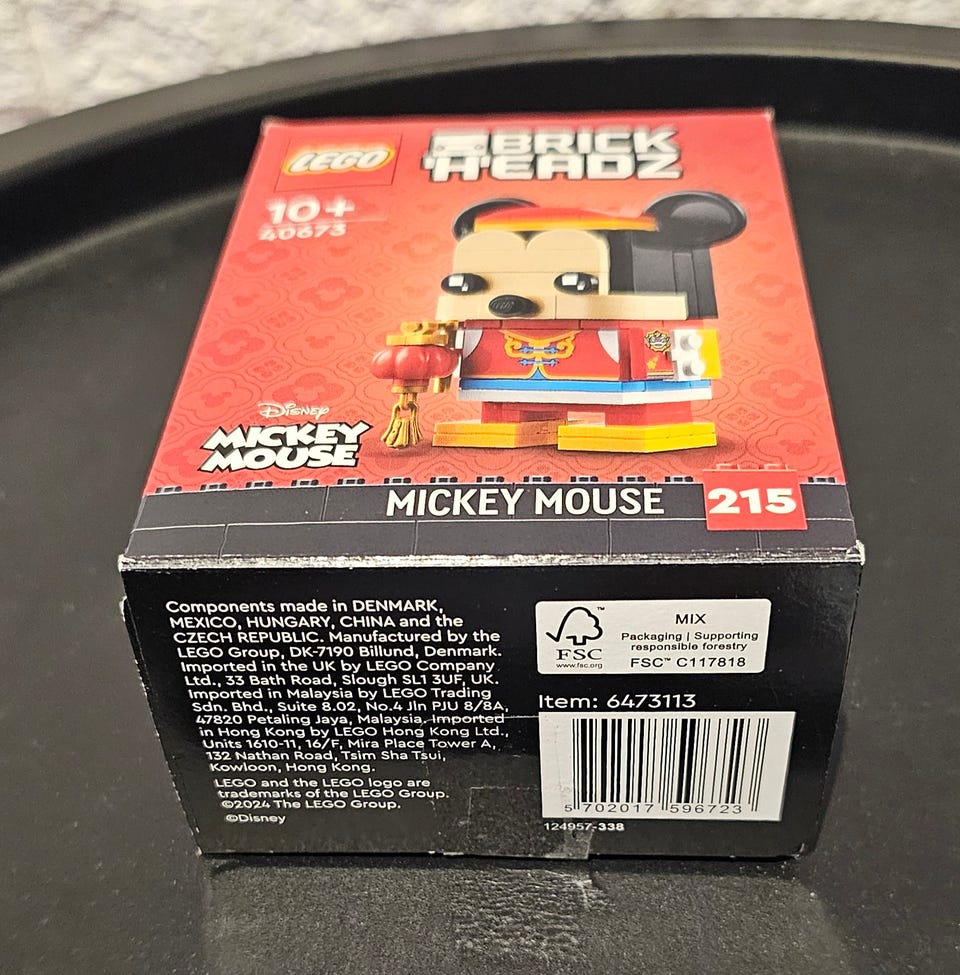 LEGO
BRICK
HEADZ
10+
40673
Disney
MICKEY
MOUSE
MICKEY MOUSE
215
Components made in DENMARK,
MEXICO, HUNGARY, CHINA and the
CZECH REPUBLIC. Manufactured by the
LEGO Group, DK-7190 Billund, Denmark.
Imported in the UK by LEGO Company
Ltd., 33 Bath Road, Slough SL1 3UF, UK.
Imported in Malaysia by LEGO Trading
Sdn. Bhd., Suite 8.02, No.4 Jln PJU 8/8A,
47820 Petaling Jaya, Malaysia. Imported
in Hong Kong by LEGO Hong Kong Ltd.,
Units 1610-11, 16/F, Mira Place Tower A,
132 Nathan Road, Tsim Sha Tsui,
Kowloon, Hong Kong.
LEGO and the LEGO logo are
trademarks of the LEGO Group.
©2024 The LEGO Group.
©Disney
FSC
www.fsc.org
MIX
Packaging | Supporting
responsible forestry
FSC™ C117818
Item: 6473113
5 702017 596723
124957-338